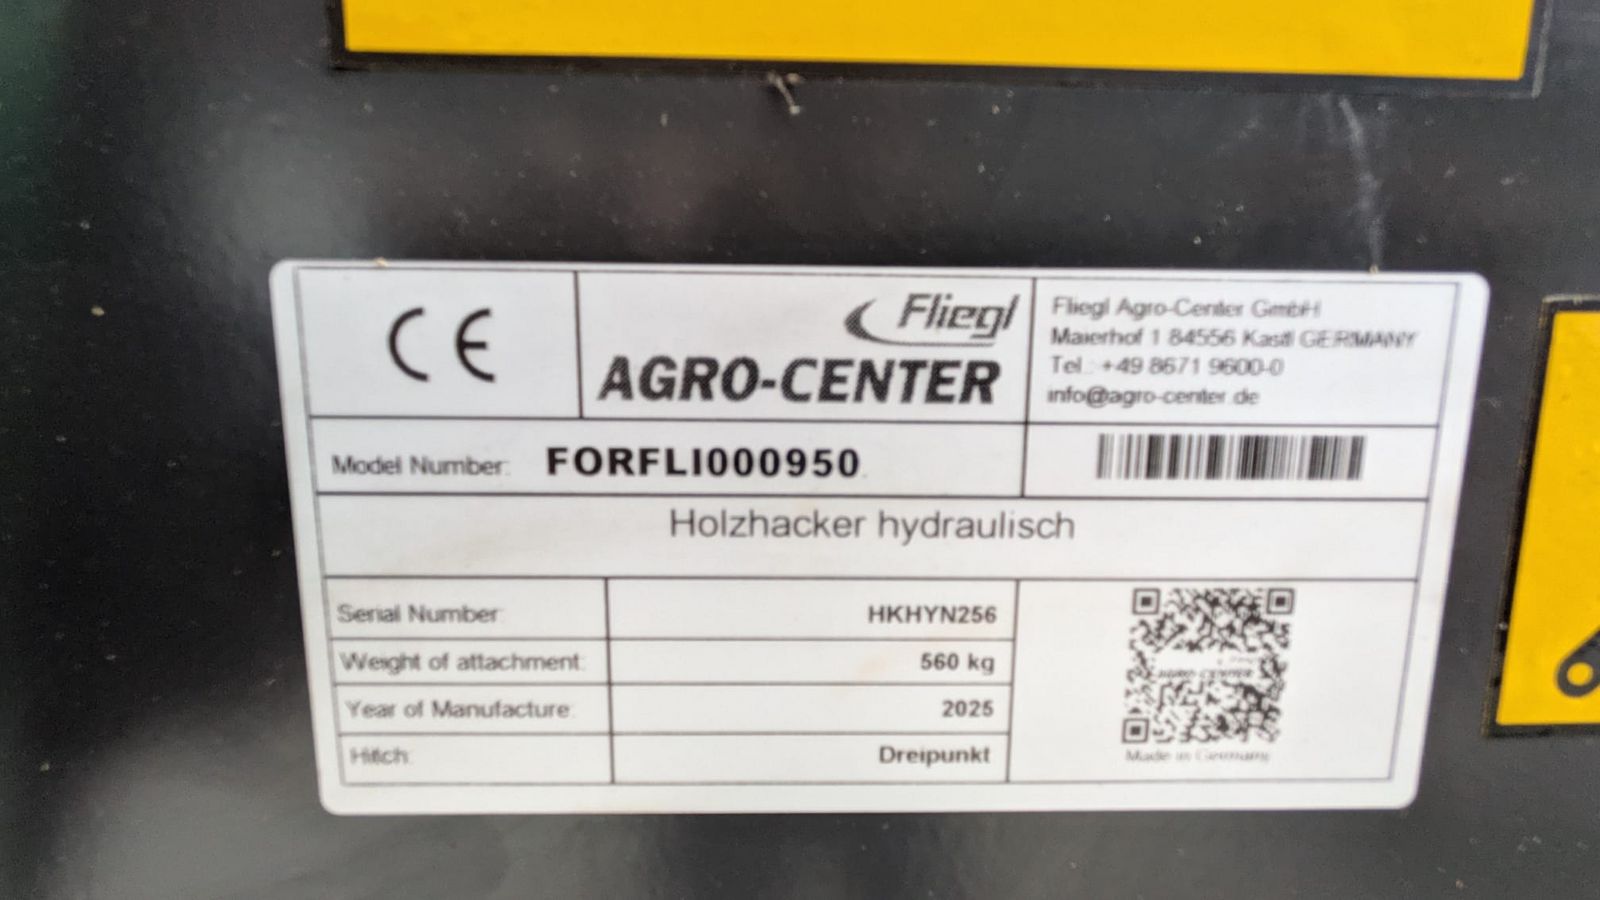 CE
Fliegl
AGRO-CENTER
Fliegl Agro-Center GmbH
Maierhof 1 84556 Kastl GERMANY
Tel.: +49 8671 9600-0
info@agro-center.de
Model Number: FORFLI000950
Holzhacker hydraulisch
Serial Number: HKHYN256
Weight of attachment: 560 kg
Year of Manufacture: 2025
Hitch: Dreipunkt
AGRO-CENTER
Made in Germany